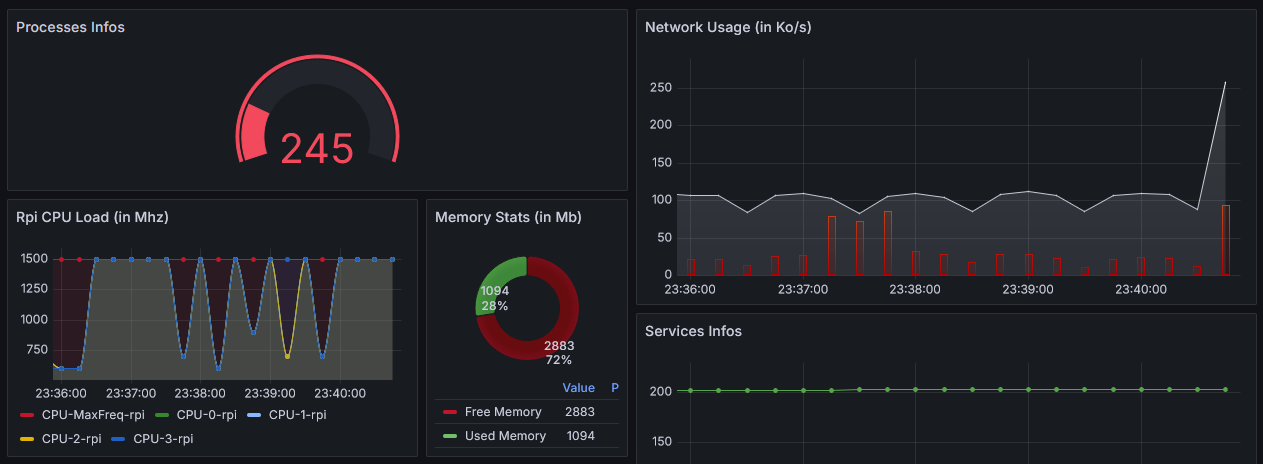 Processes Infos
245
Network Usage (in Ko/s)
250
200
150
100
50
0
23:36:00 23:37:00 23:38:00 23:39:00 23:40:00
Rpi CPU Load (in Mhz)
1500
1250
1000
750
23:36:00 23:37:00 23:38:00 23:39:00 23:40:00
CPU-MaxFreq-rpi CPU-0-rpi CPU-1-rpi
CPU-2-rpi CPU-3-rpi
Memory Stats (in Mb)
1094
28%
2883
72%
Value P
Free Memory 2883
Used Memory 1094
Services Infos
200
150